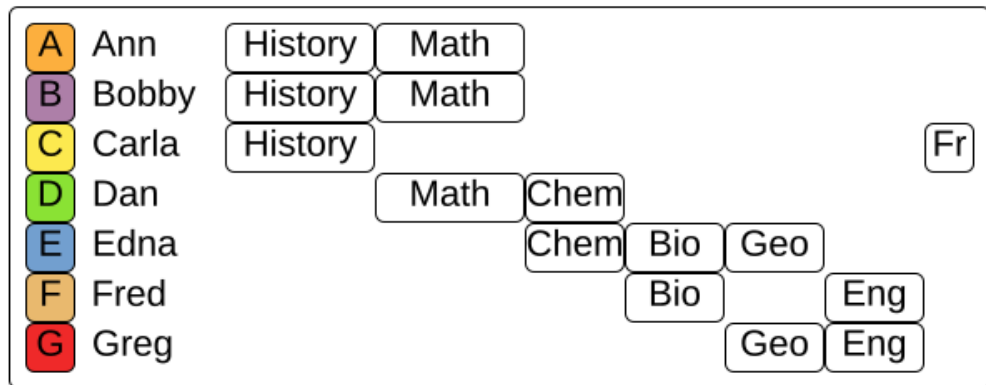 A Ann History Math
B Bobby History Math
C Carla History Fr
D Dan Math Chem
E Edna Chem Bio Geo
F Fred Bio Eng
G Greg Geo Eng